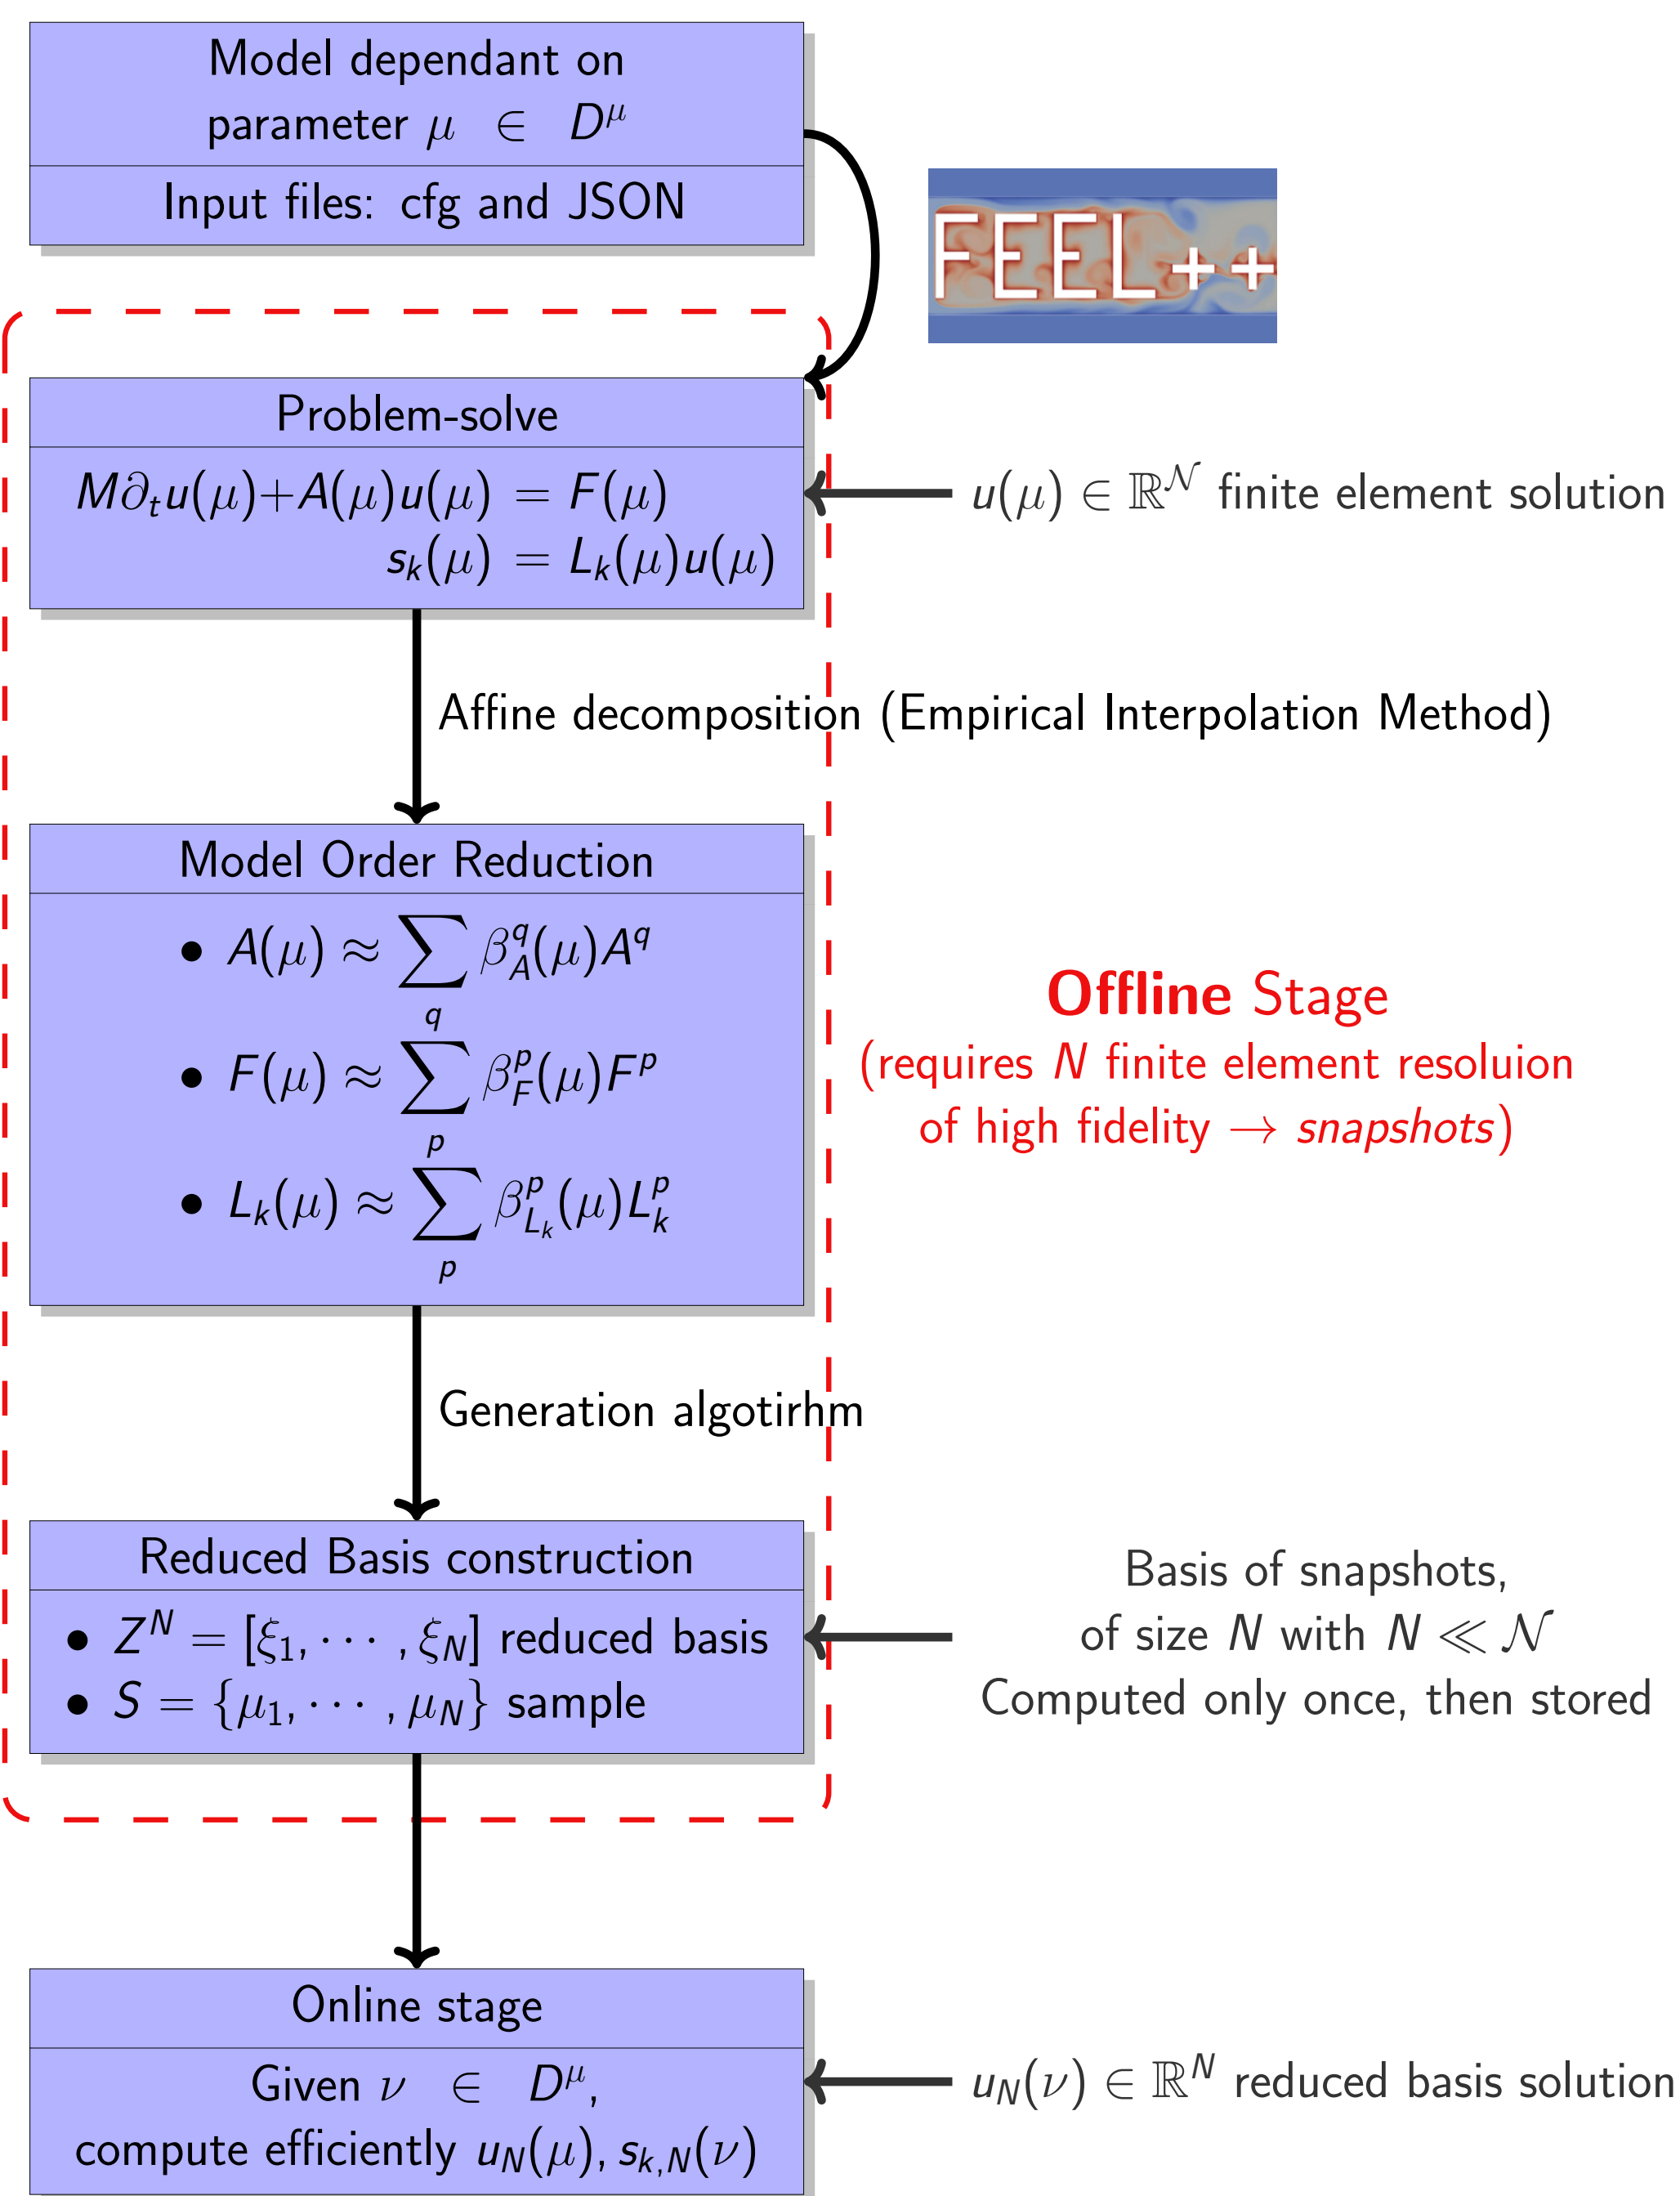 Model dependant on
parameter μ ∈ D^μ
Input files: cfg and JSON
FEEL++
Problem-solve
M∂_t u(μ)+A(μ)u(μ) = F(μ)
s_k(μ) = L_k(μ)u(μ)
u(μ) ∈ ℝ^𝒩 finite element solution
Affine decomposition (Empirical Interpolation Method)
Model Order Reduction
• A(μ) ≈ ∑_q β_A^q(μ)A^q
• F(μ) ≈ ∑_p β_F^p(μ)F^p
• L_k(μ) ≈ ∑_p β_{L_k}^p(μ)L_k^p
Offline Stage
(requires N finite element resoluion
of high fidelity → snapshots)
Generation algotirhm
Reduced Basis construction
• Z^N = [ξ_1, ⋯ , ξ_N] reduced basis
• S = {μ_1, ⋯ , μ_N} sample
Basis of snapshots,
of size N with N ≪ 𝒩
Computed only once, then stored
Online stage
Given ν ∈ D^μ,
compute efficiently u_N(μ), s_{k,N}(ν)
u_N(ν) ∈ ℝ^N reduced basis solution